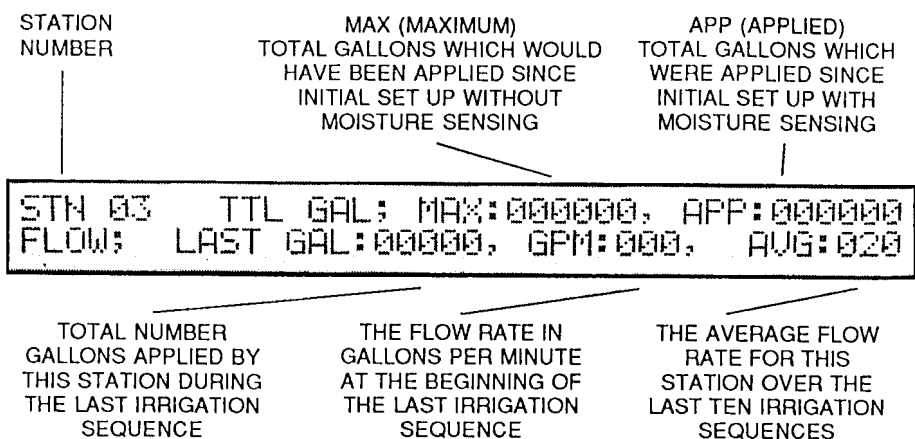 STATION
NUMBER
MAX (MAXIMUM)
TOTAL GALLONS WHICH WOULD
HAVE BEEN APPLIED SINCE
INITIAL SET UP WITHOUT
MOISTURE SENSING
APP (APPLIED)
TOTAL GALLONS WHICH
WERE APPLIED SINCE
INITIAL SET UP WITH
MOISTURE SENSING
STN 03 TTL GAL; MAX:000000, APP:000000
FLOW; LAST GAL:00000, GPM:000, AVG:020
TOTAL NUMBER
GALLONS APPLIED BY
THIS STATION DURING
THE LAST IRRIGATION
SEQUENCE
THE FLOW RATE IN
GALLONS PER MINUTE
AT THE BEGINNING OF
THE LAST IRRIGATION
SEQUENCE
THE AVERAGE FLOW
RATE FOR THIS
STATION OVER THE
LAST TEN IRRIGATION
SEQUENCES